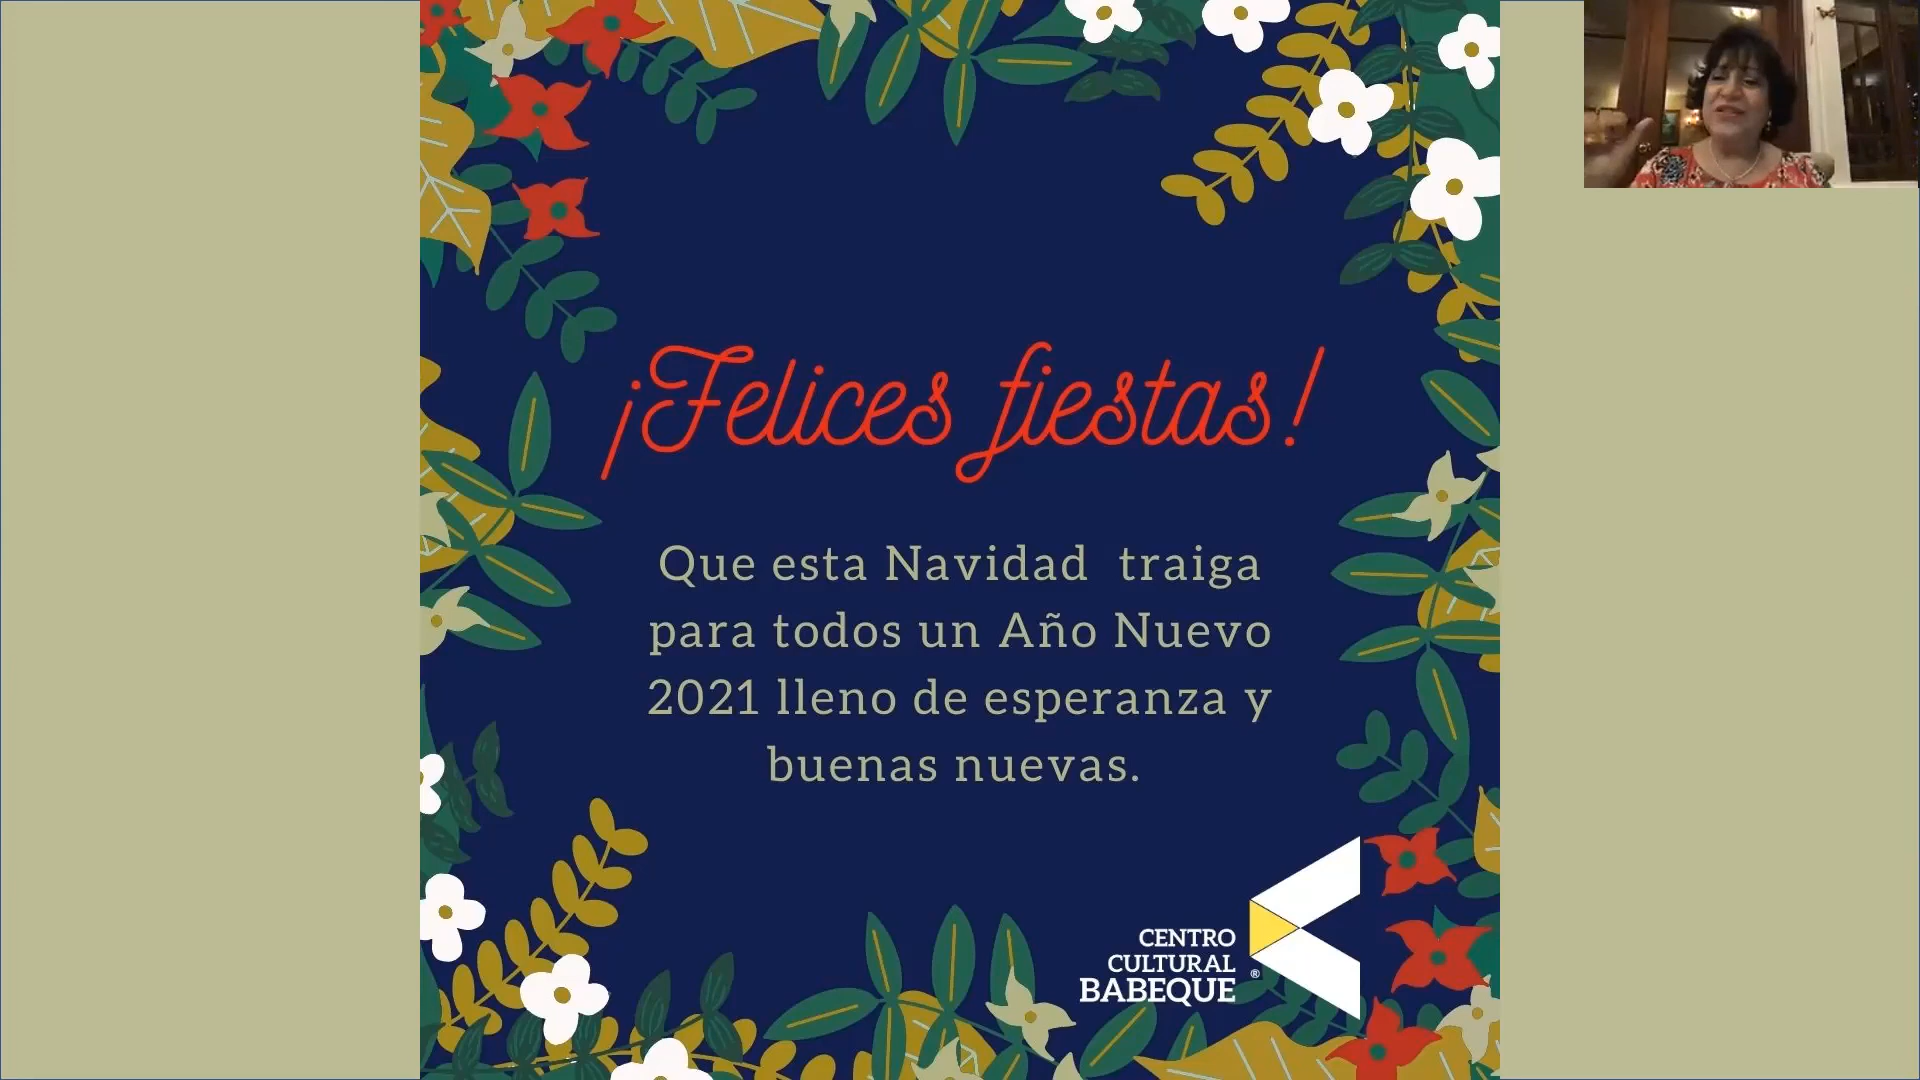 ¡Felices fiestas!
Que esta Navidad traiga
para todos un Año Nuevo
2021 lleno de esperanza y
buenas nuevas.
CENTRO
CULTURAL
BABEQUE ®